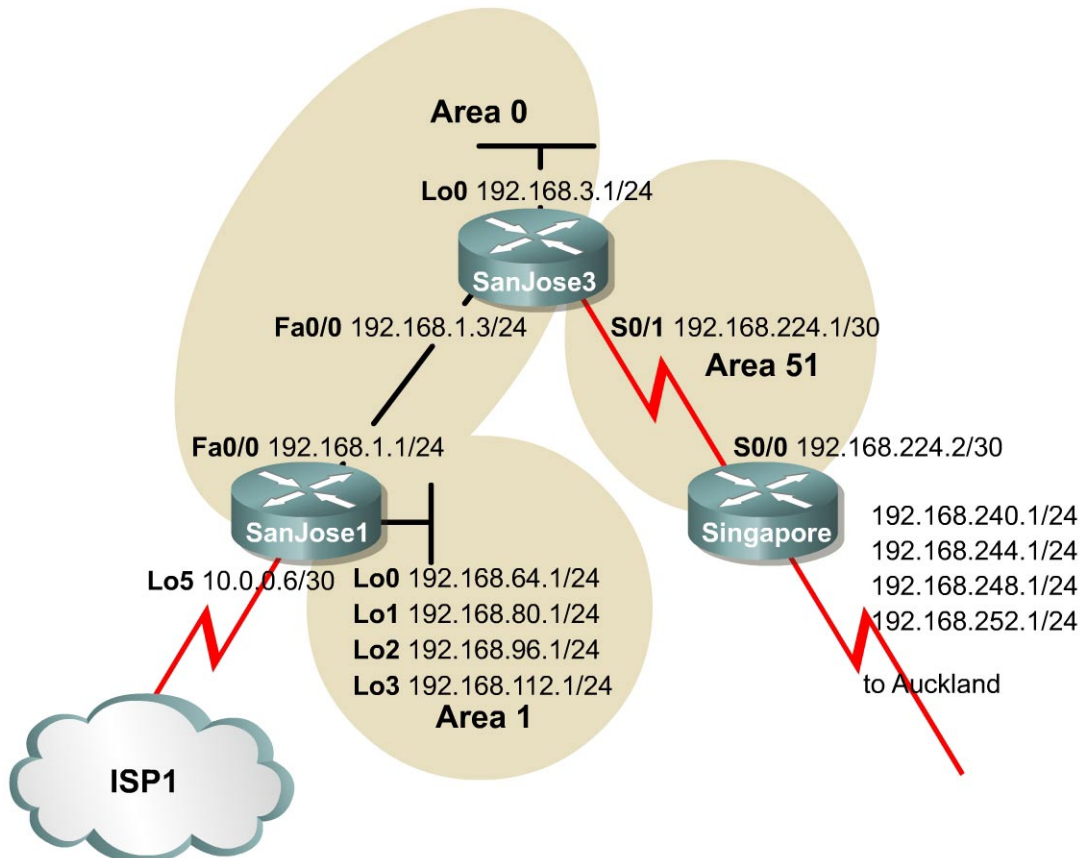 Area 0
Lo0 192.168.3.1/24
SanJose3
Fa0/0 192.168.1.3/24
S0/1 192.168.224.1/30
Area 51
Fa0/0 192.168.1.1/24
S0/0 192.168.224.2/30
SanJose1
Singapore
192.168.240.1/24
192.168.244.1/24
192.168.248.1/24
192.168.252.1/24
Lo5 10.0.0.6/30
Lo0 192.168.64.1/24
Lo1 192.168.80.1/24
Lo2 192.168.96.1/24
Lo3 192.168.112.1/24
Area 1
to Auckland
ISP1